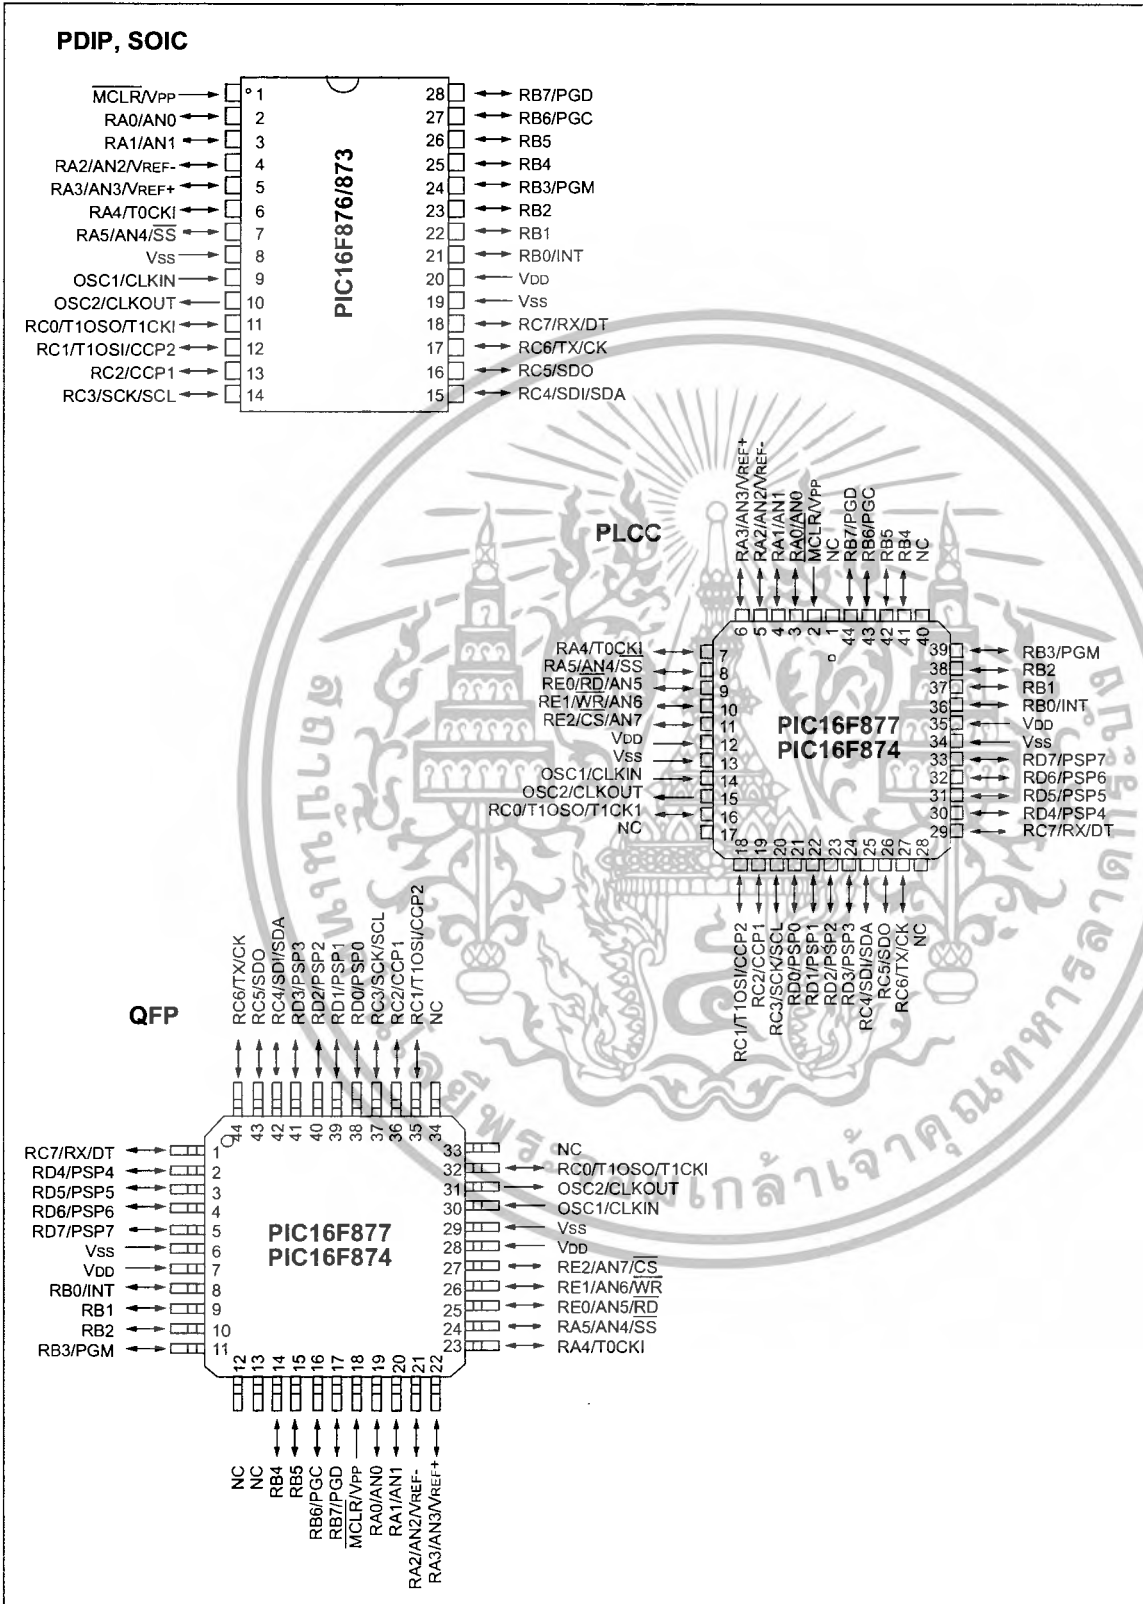 PDIP, SOIC
MCLR/VPP
RA0/AN0
RA1/AN1
RA2/AN2/VREF-
RA3/AN3/VREF+
RA4/T0CKI
RA5/AN4/SS
VSS
OSC1/CLKIN
OSC2/CLKOUT
RC0/T1OSO/T1CKI
RC1/T1OSI/CCP2
RC2/CCP1
RC3/SCK/SCL
1
2
3
4
5
6
7
8
9
10
11
12
13
14
PIC16F876/873
28
27
26
25
24
23
22
21
20
19
18
17
16
15
RB7/PGD
RB6/PGC
RB5
RB4
RB3/PGM
RB2
RB1
RB0/INT
VDD
VSS
RC7/RX/DT
RC6/TX/CK
RC5/SDO
RC4/SDI/SDA
PLCC
RA3/AN3/VREF+
RA2/AN2/VREF-
RA1/AN1
RA0/AN0
MCLR/VPP
NC
RB7/PGD
RB6/PGC
RB5
RB4
NC
6
5
4
3
2
1
44
43
42
41
40
RA4/T0CKI
RA5/AN4/SS
RE0/RD/AN5
RE1/WR/AN6
RE2/CS/AN7
VDD
VSS
OSC1/CLKIN
OSC2/CLKOUT
RC0/T1OSO/T1CK1
NC
7
8
9
10
11
12
13
14
15
16
17
PIC16F877
PIC16F874
39
38
37
36
35
34
33
32
31
30
29
RB3/PGM
RB2
RB1
RB0/INT
VDD
VSS
RD7/PSP7
RD6/PSP6
RD5/PSP5
RD4/PSP4
RC7/RX/DT
18
19
20
21
22
23
24
25
26
27
28
RC1/T1OSI/CCP2
RC2/CCP1
RC3/SCK/SCL
RD0/PSP0
RD1/PSP1
RD2/PSP2
RD3/PSP3
RC4/SDI/SDA
RC5/SDO
RC6/TX/CK
NC
QFP
RC6/TX/CK
RC5/SDO
RC4/SDI/SDA
RD3/PSP3
RD2/PSP2
RD1/PSP1
RD0/PSP0
RC3/SCK/SCL
RC2/CCP1
RC1/T1OSI/CCP2
NC
44
43
42
41
40
39
38
37
36
35
34
RC7/RX/DT
RD4/PSP4
RD5/PSP5
RD6/PSP6
RD7/PSP7
VSS
VDD
RB0/INT
RB1
RB2
RB3/PGM
1
2
3
4
5
6
7
8
9
10
11
PIC16F877
PIC16F874
33
32
31
30
29
28
27
26
25
24
23
NC
RC0/T1OSO/T1CKI
OSC2/CLKOUT
OSC1/CLKIN
VSS
VDD
RE2/AN7/CS
RE1/AN6/WR
RE0/AN5/RD
RA5/AN4/SS
RA4/T0CKI
12
13
14
15
16
17
18
19
20
21
22
NC
NC
RB4
RB5
RB6/PGC
RB7/PGD
MCLR/VPP
RA0/AN0
RA1/AN1
RA2/AN2/VREF-
RA3/AN3/VREF+